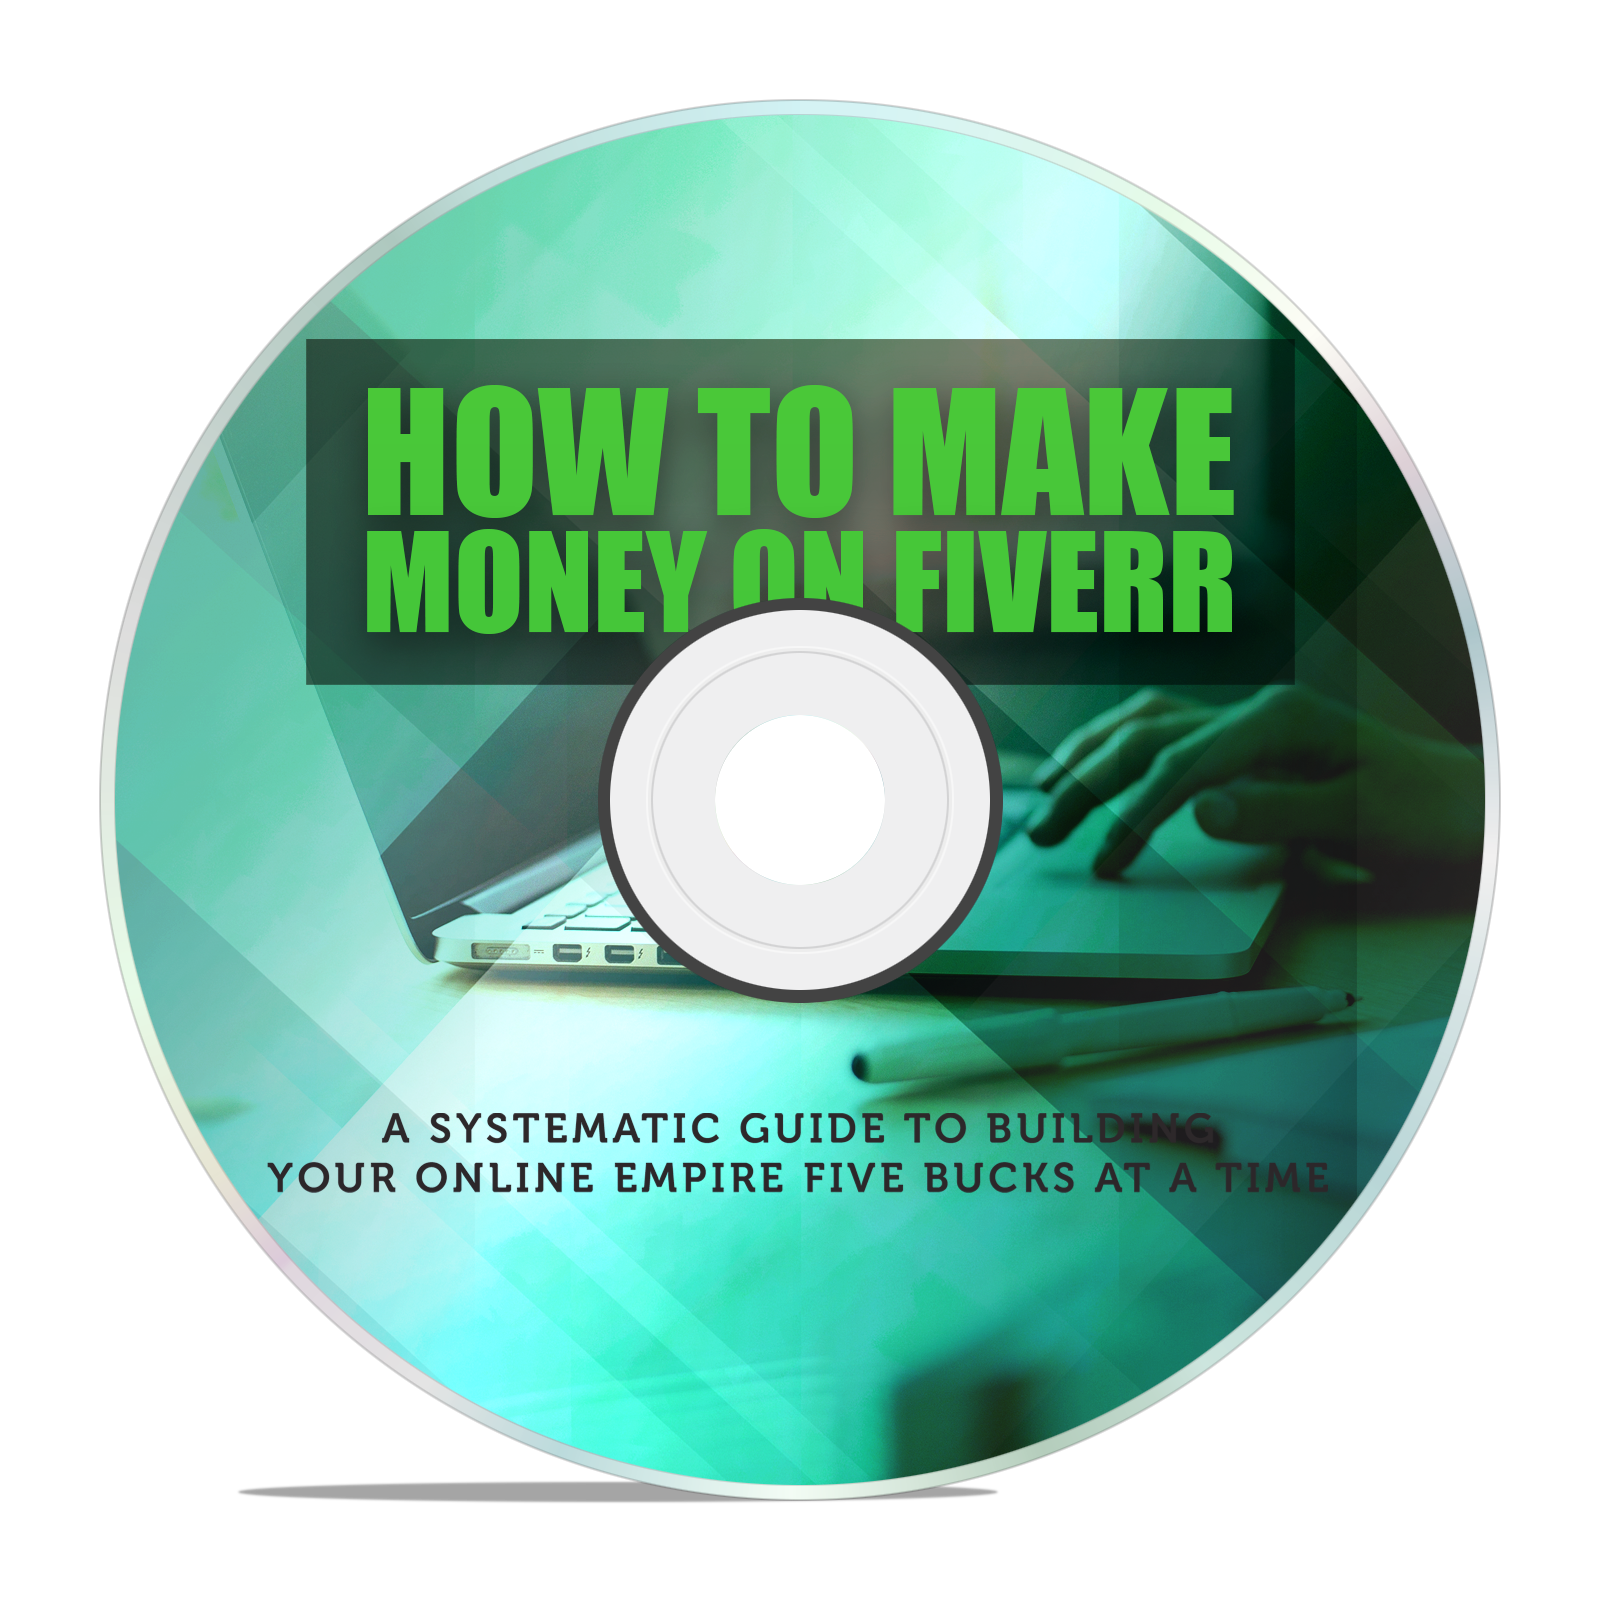 HOW TO MAKE
MONEY ON FIVERR
A SYSTEMATIC GUIDE TO BUILDING
YOUR ONLINE EMPIRE FIVE BUCKS AT A TIME